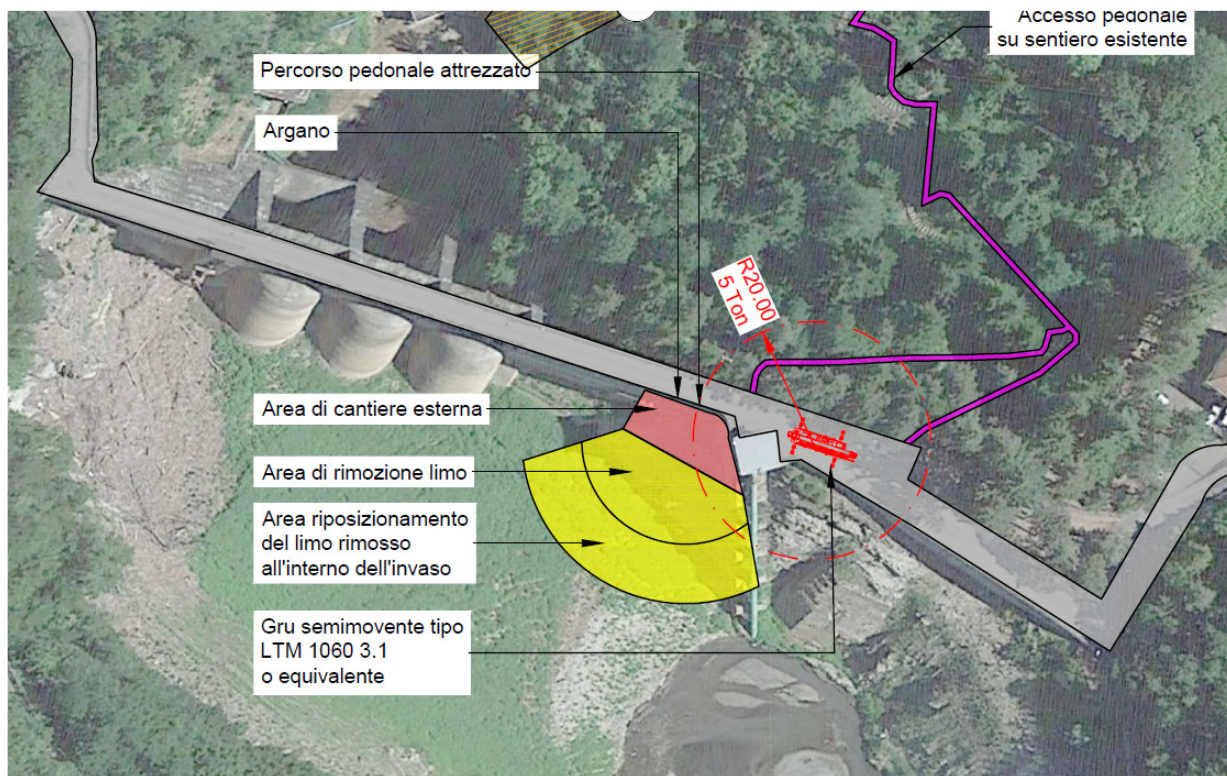 Accesso pedonale
su sentiero esistente
Percorso pedonale attrezzato
Argano
R20.00
5 Ton
Area di cantiere esterna
Area di rimozione limo
Area riposizionamento
del limo rimosso
all'interno dell'invaso
Gru semimovente tipo
LTM 1060 3.1
o equivalente